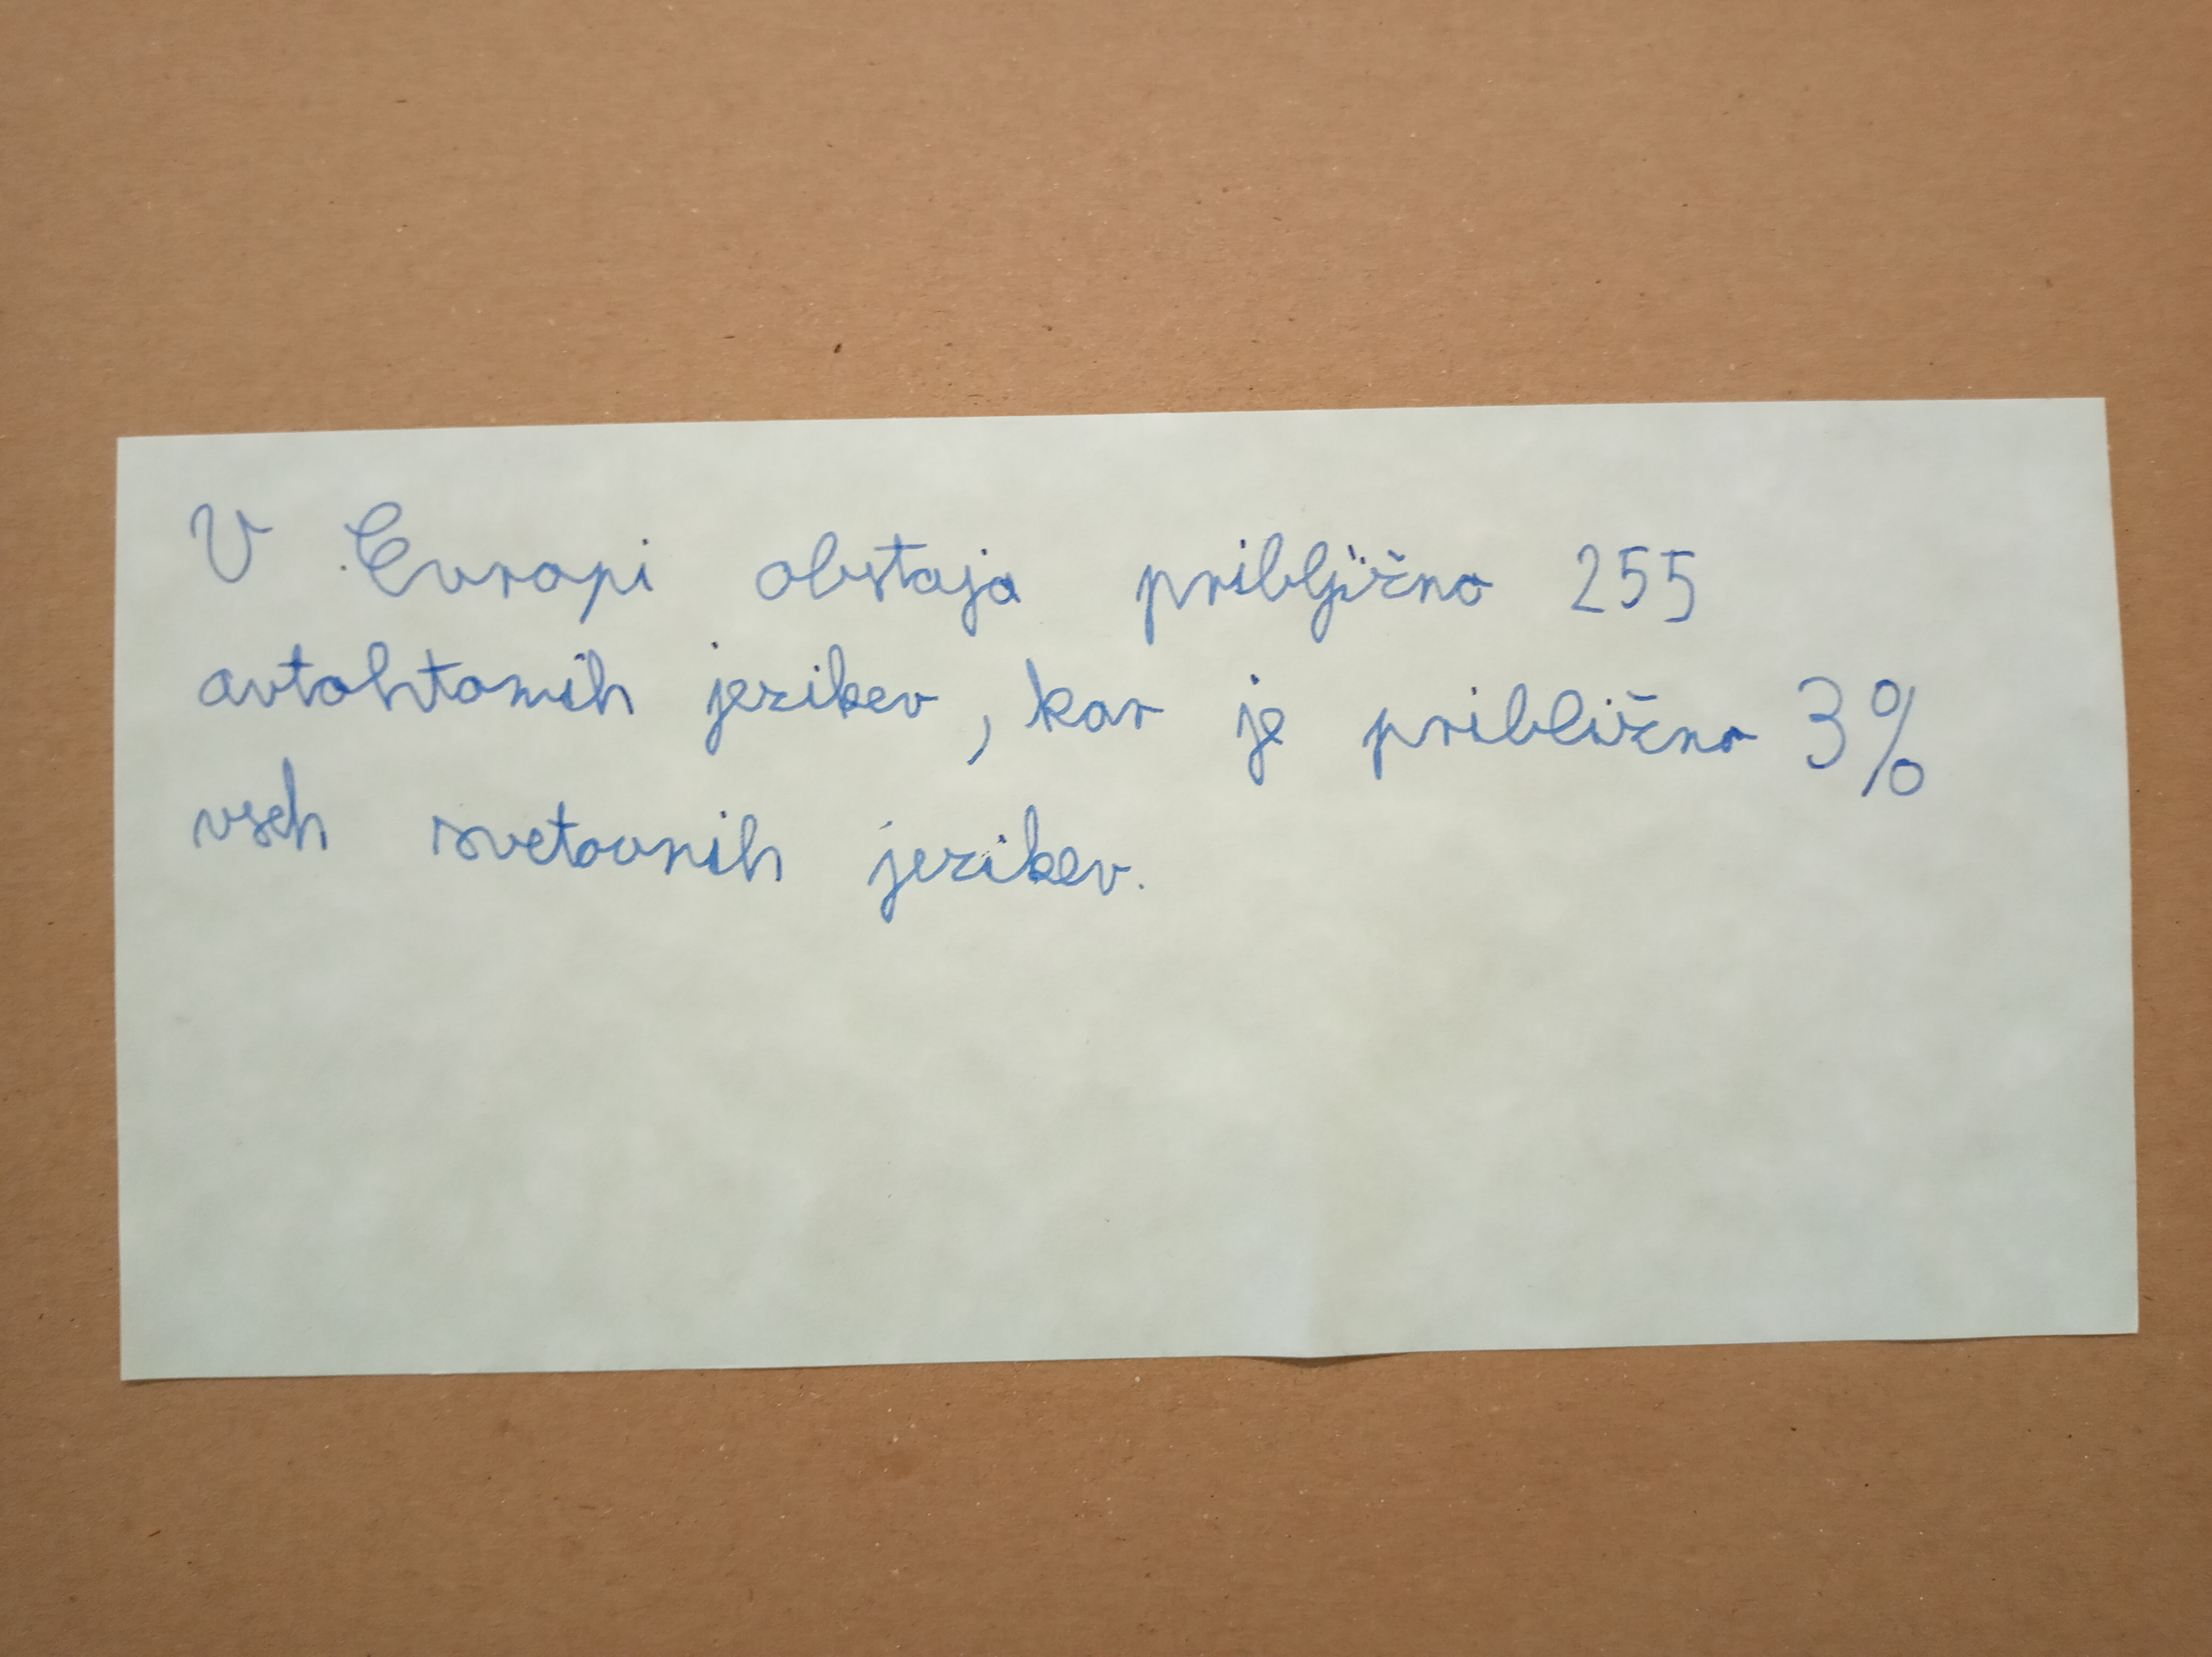 V Evropi obstaja približno 255
avtohtonih jezikov, kar je približno 3%
vseh svetovnih jezikov.